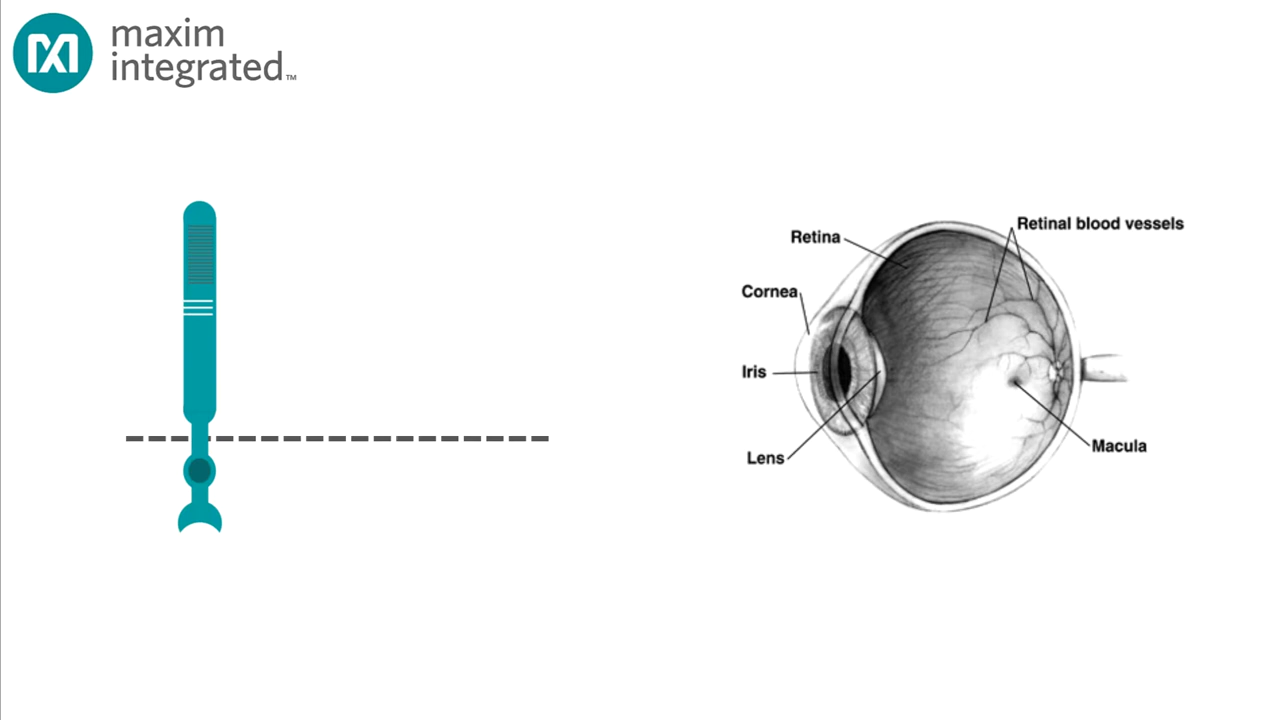 maxim
integrated™
Retinal blood vessels
Retina
Cornea
Iris
Macula
Lens